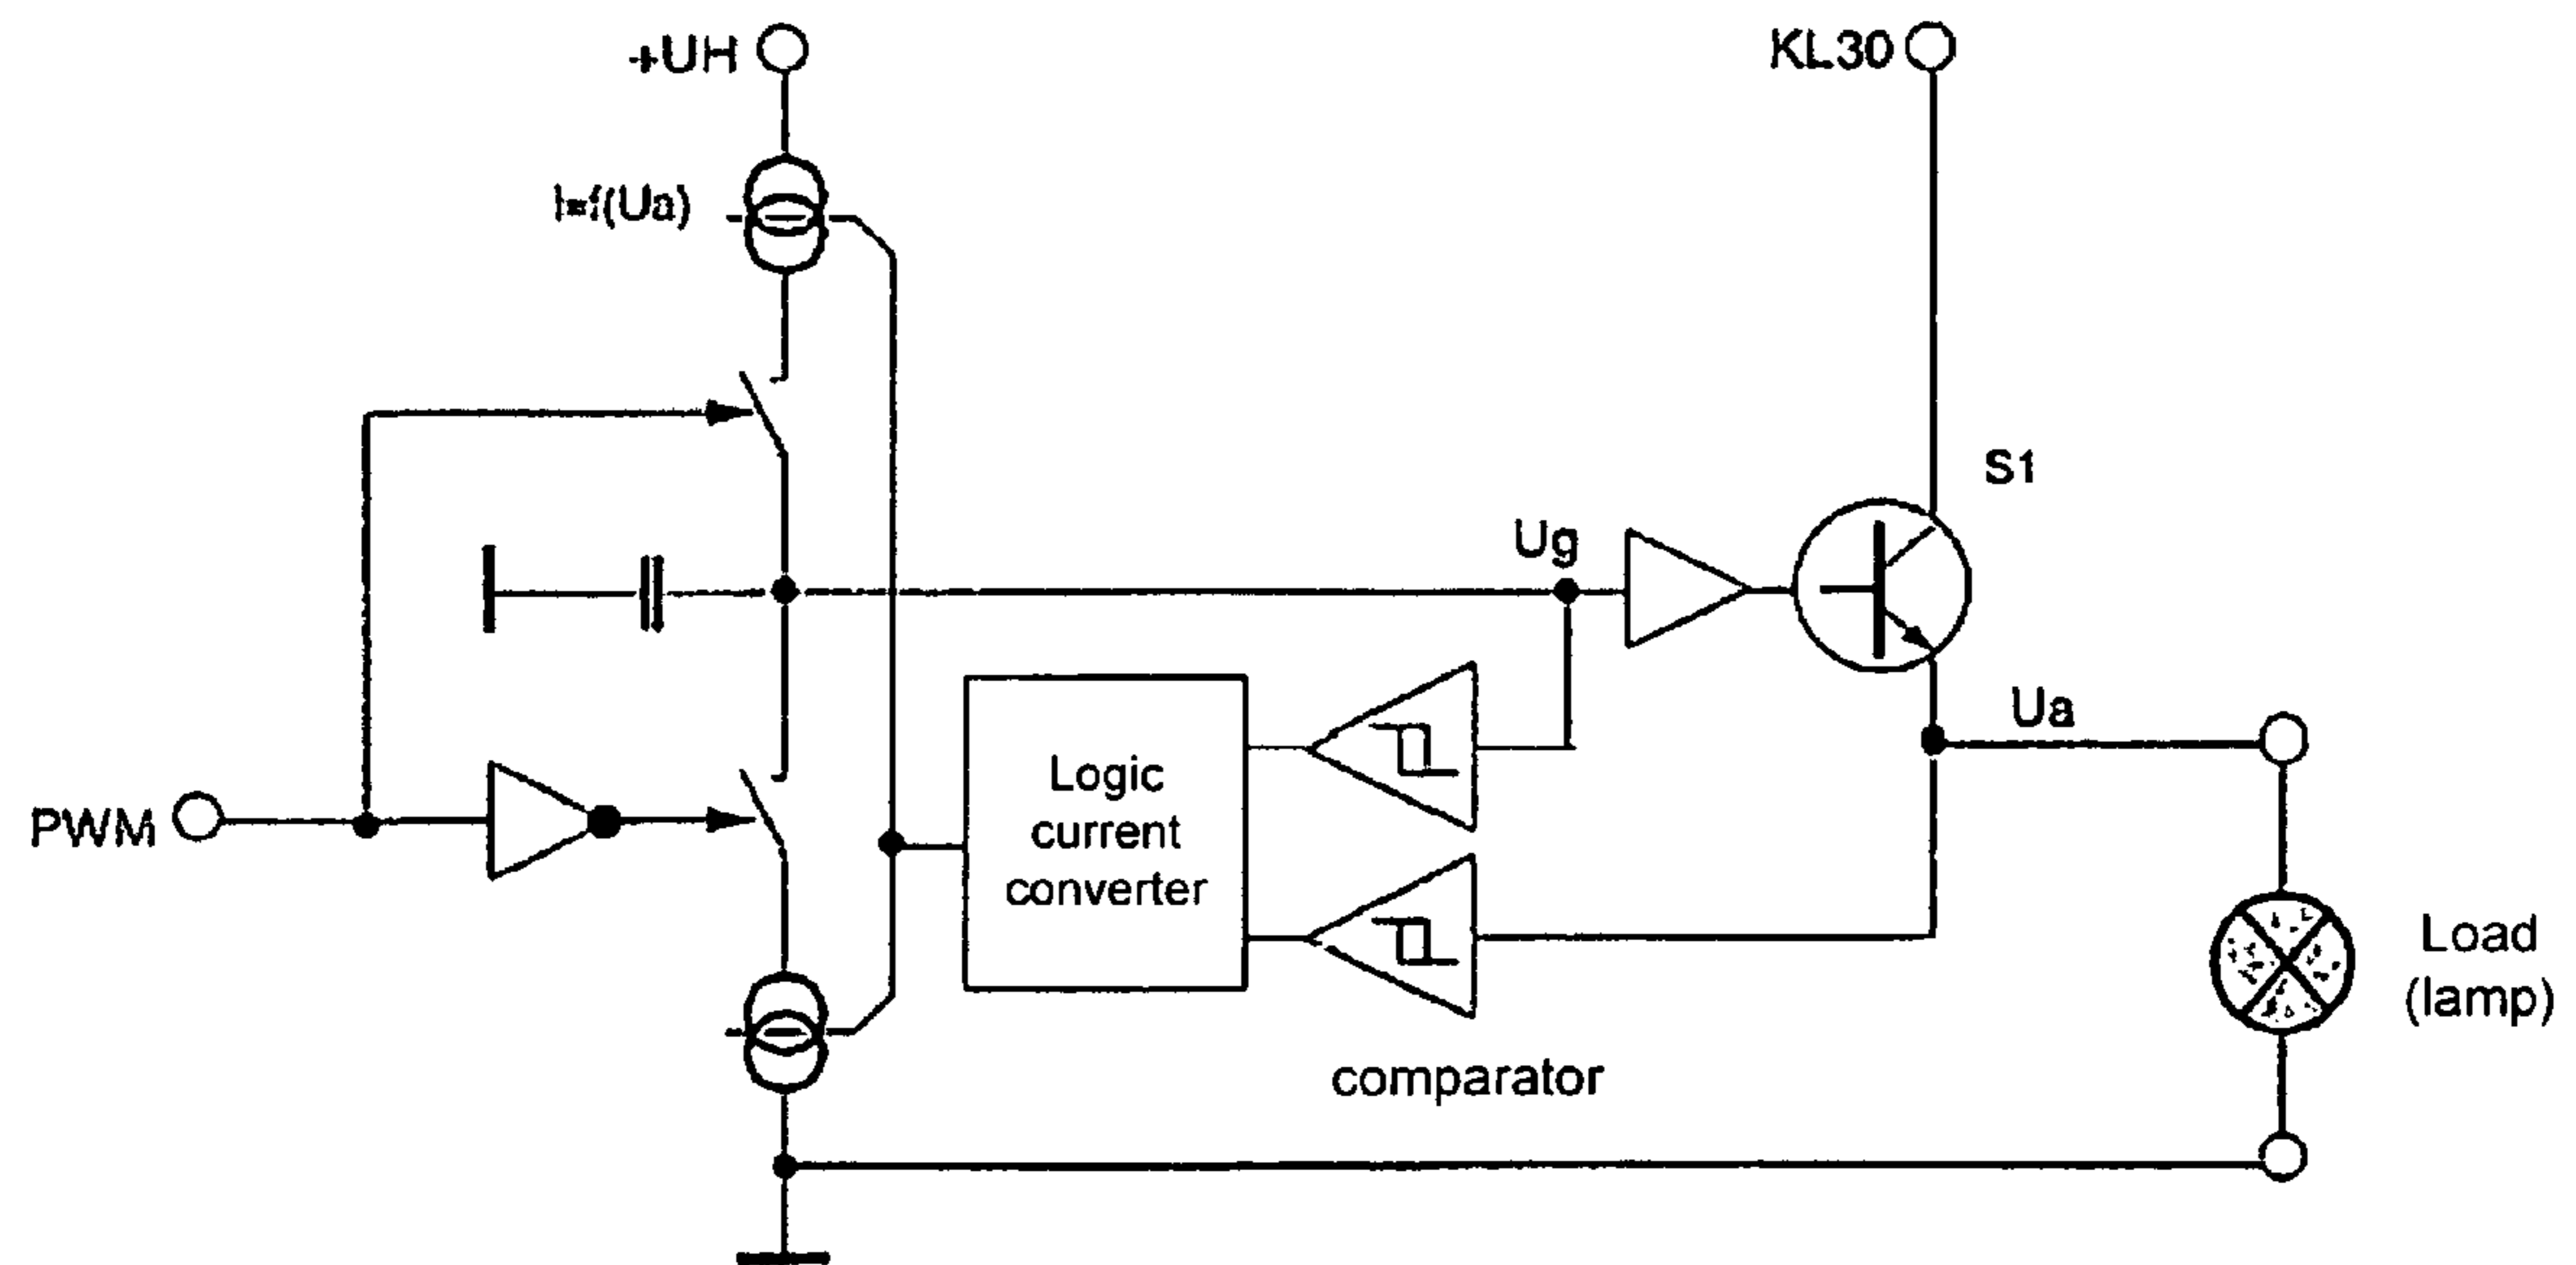 +UH
KL30
I=f(Ua)
S1
Ug
Ua
Logic
current
converter
PWM
Load
(lamp)
comparator